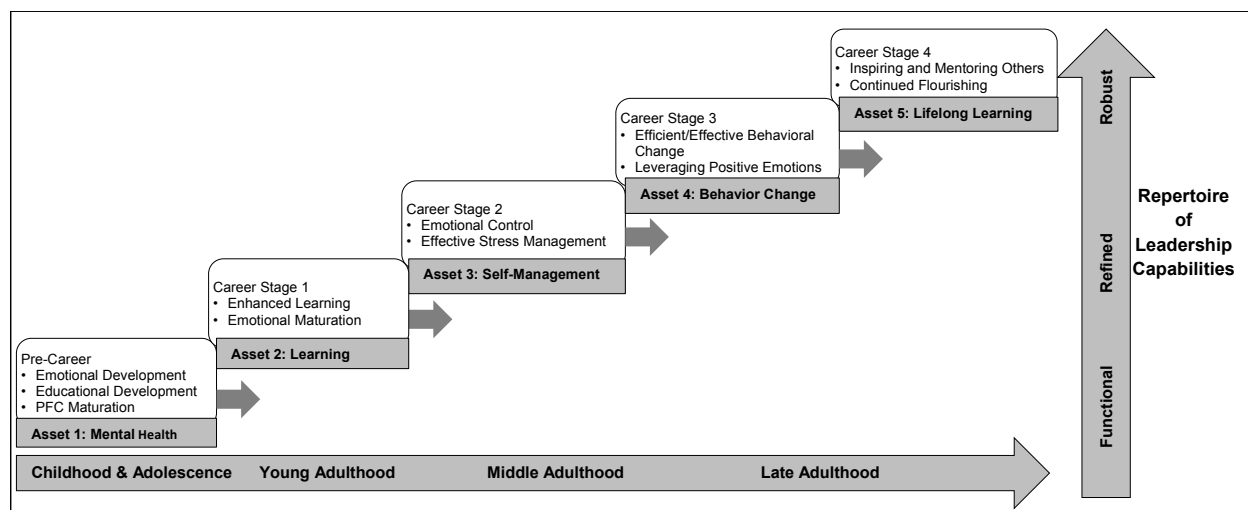 Pre-Career
• Emotional Development
• Educational Development
• PFC Maturation
Asset 1: Mental Health
Career Stage 1
• Enhanced Learning
• Emotional Maturation
Asset 2: Learning
Career Stage 2
• Emotional Control
• Effective Stress Management
Asset 3: Self-Management
Career Stage 3
• Efficient/Effective Behavioral
Change
• Leveraging Positive Emotions
Asset 4: Behavior Change
Career Stage 4
• Inspiring and Mentoring Others
• Continued Flourishing
Asset 5: Lifelong Learning
Robust
Refined
Functional
Repertoire
of
Leadership
Capabilities
Childhood & Adolescence
Young Adulthood
Middle Adulthood
Late Adulthood